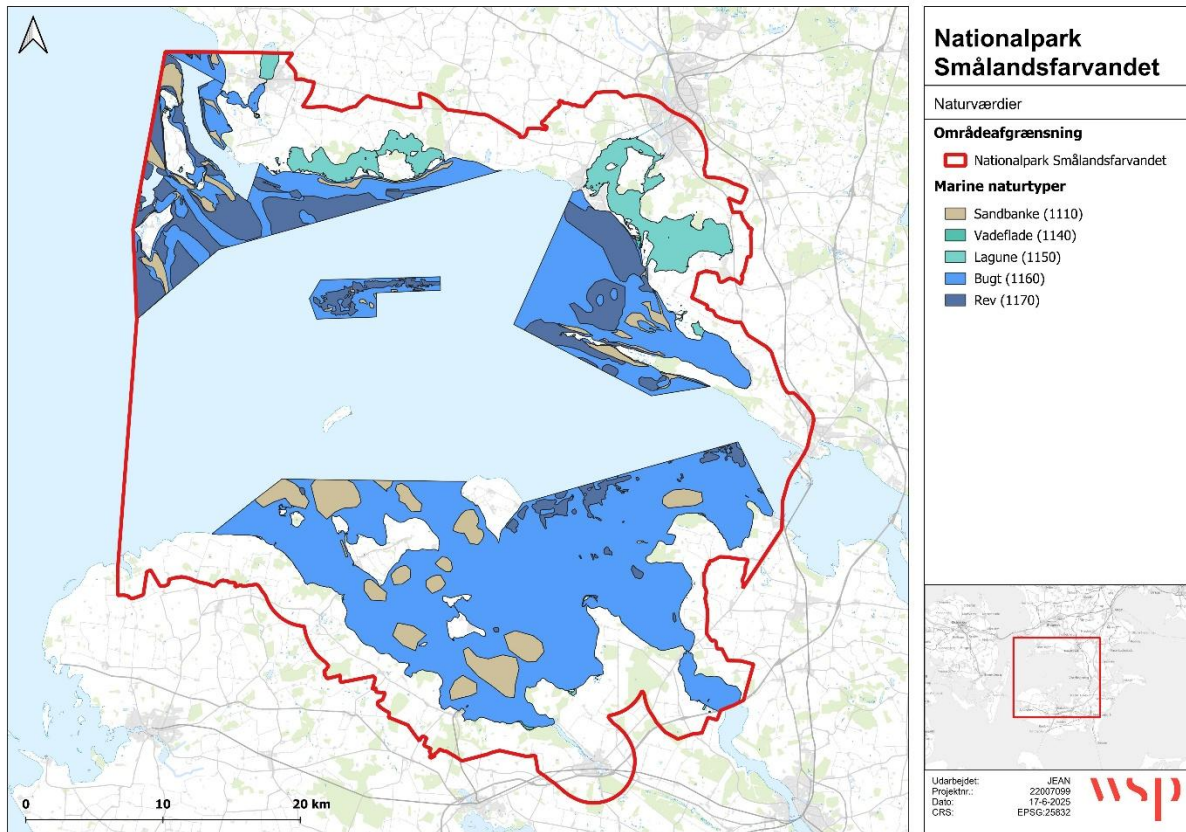 Nationalpark
Smålandsfarvandet
Naturværdier
Områdeafgrænsning
Nationalpark Smålandsfarvandet
Marine naturtyper
Sandbanke (1110)
Vadeflade (1140)
Lagune (1150)
Bugt (1160)
Rev (1170)
0 10 20 km
Udarbejdet: JEAN
Projektnr.: 22007099
Dato: 17-6-2025
CRS: EPSG:25832
wsp